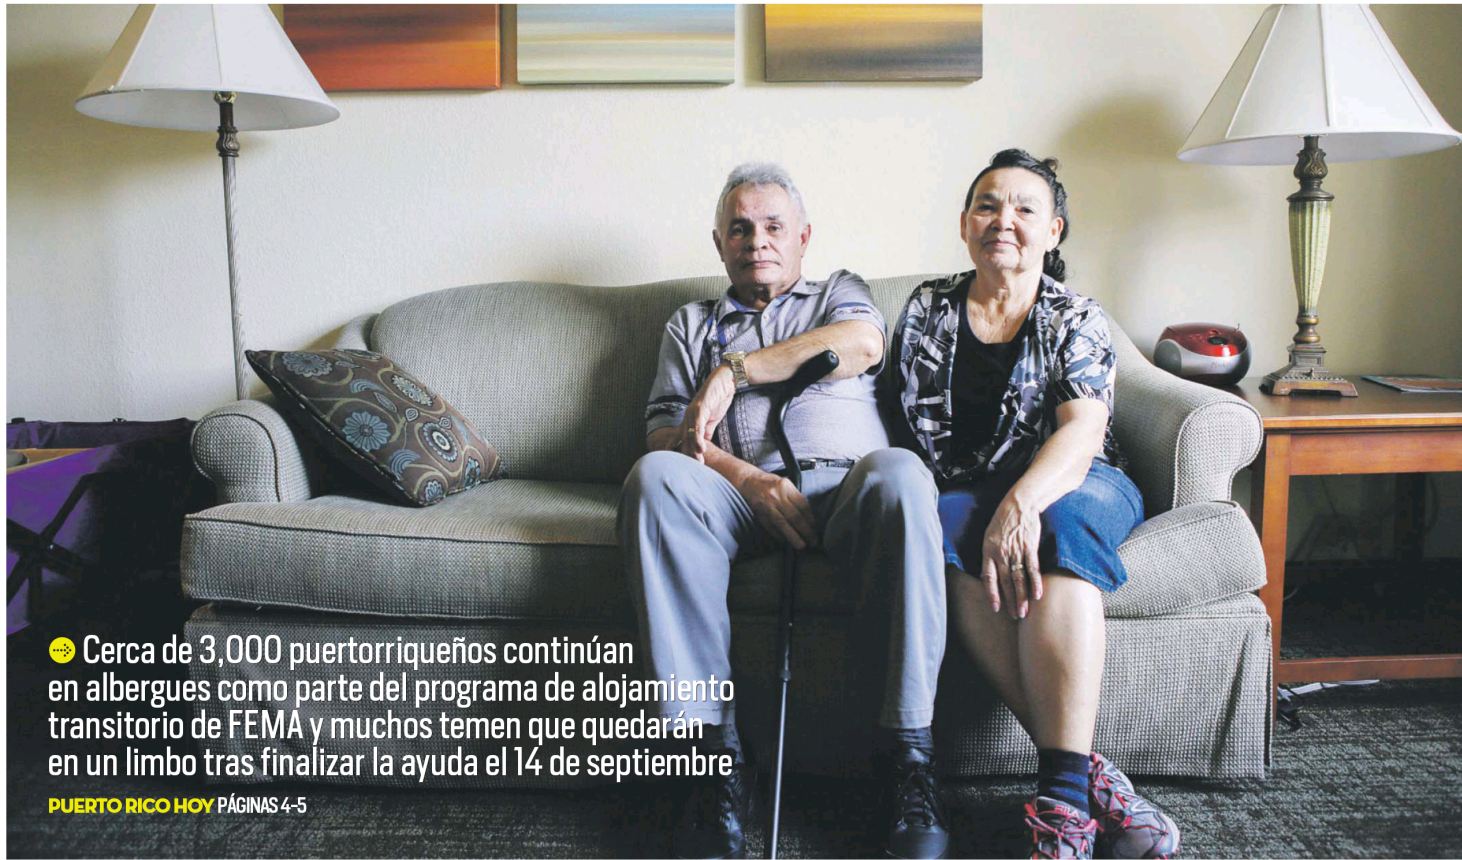 Cerca de 3,000 puertorriqueños continúan
en albergues como parte del programa de alojamiento
transitorio de FEMA y muchos temen que quedarán
en un limbo tras finalizar la ayuda el 14 de septiembre
PUERTO RICO HOY PÁGINAS 4-5